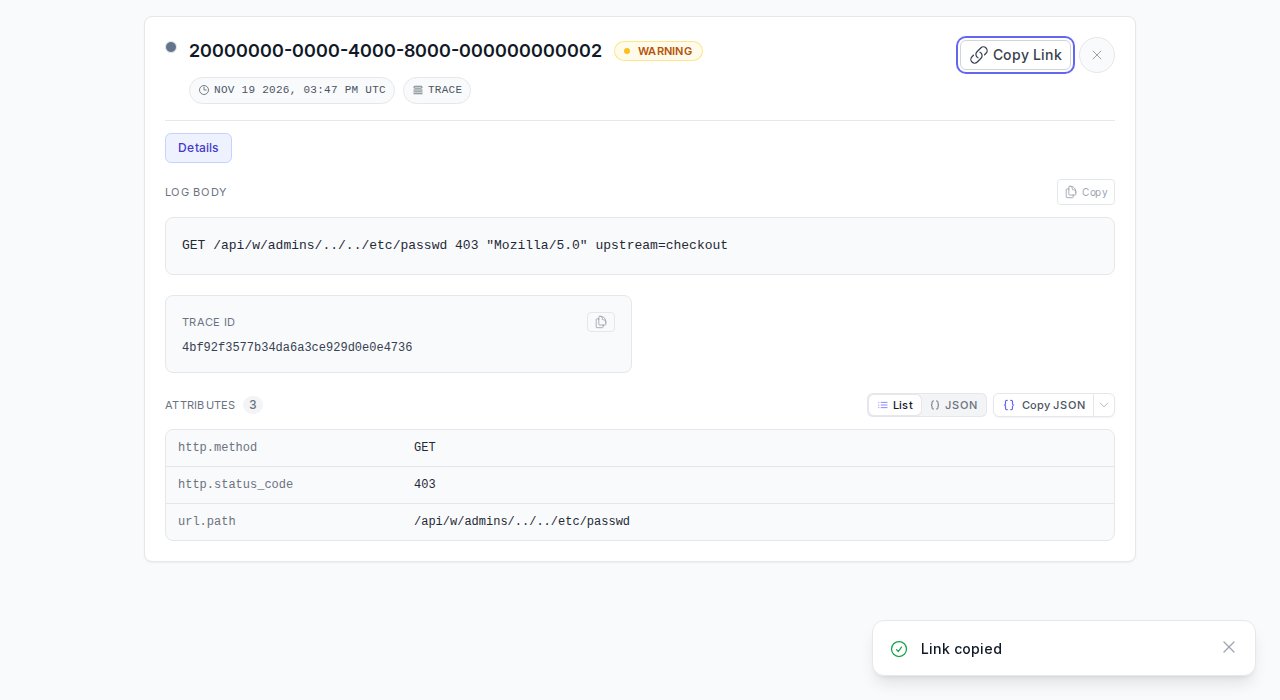 20000000-0000-4000-8000-000000000002 WARNING Copy Link
NOV 19 2026, 03:47 PM UTC TRACE
Details
LOG BODY Copy
GET /api/w/admins/../../etc/passwd 403 "Mozilla/5.0" upstream=checkout
TRACE ID
4bf92f3577b34da6a3ce929d0e0e4736
ATTRIBUTES 3 List JSON Copy JSON
http.method GET
http.status_code 403
url.path /api/w/admins/../../etc/passwd
Link copied